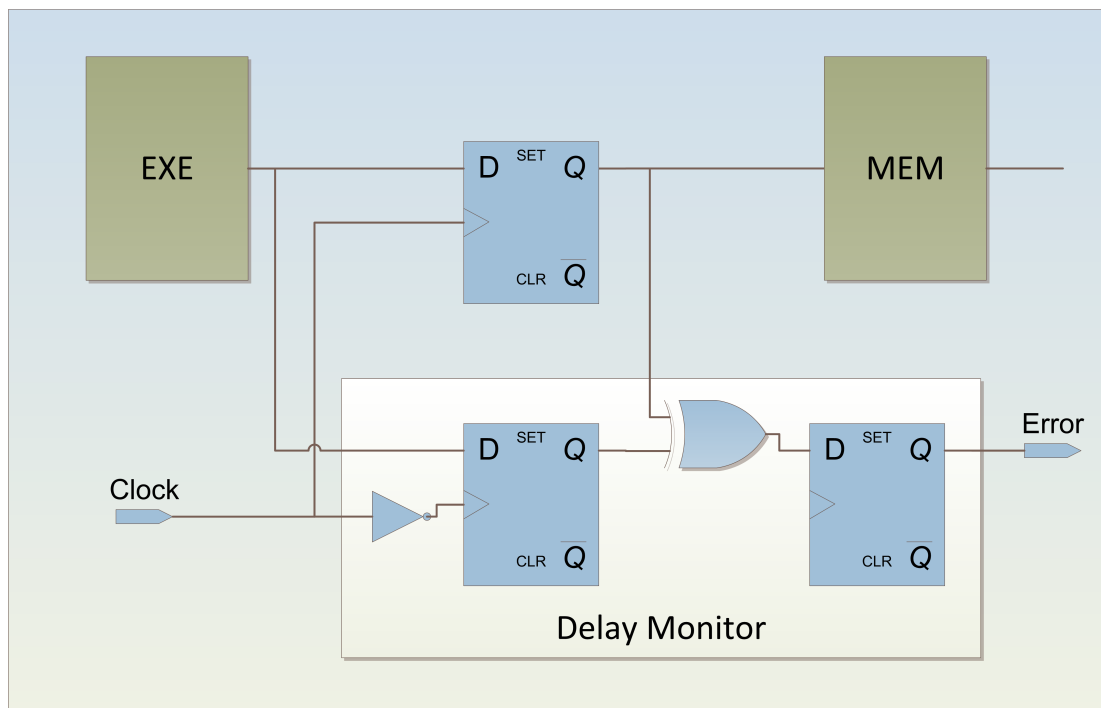 EXE
D SET Q
CLR Q
MEM
D SET Q
CLR Q
D SET Q
CLR Q
Error
Clock
Delay Monitor